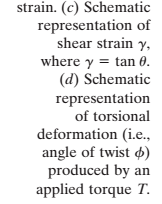 strain. (c) Schematic
representation of
shear strain γ,
where γ = tan θ.
(d) Schematic
representation
of torsional
deformation (i.e.,
angle of twist ϕ)
produced by an
applied torque T.